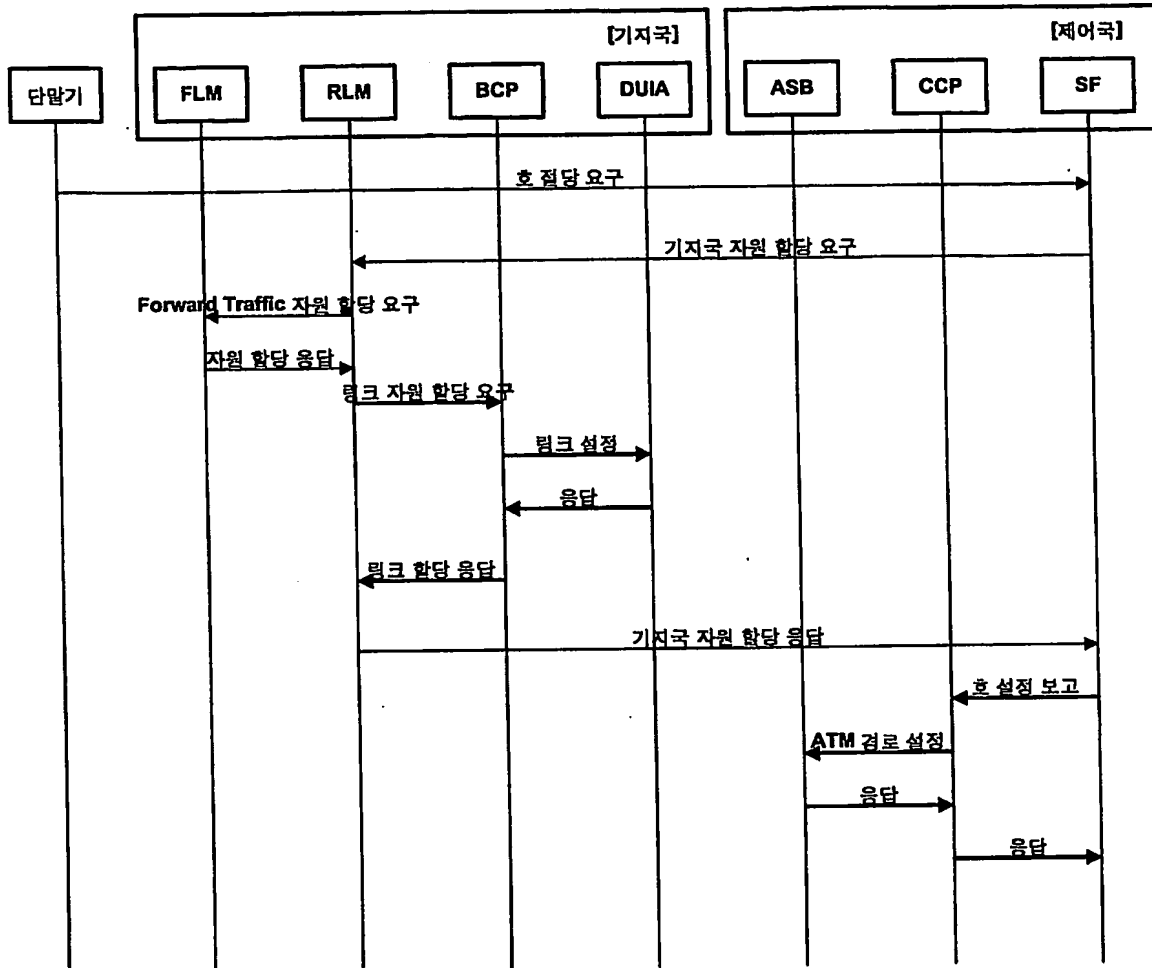 [기지국]
[제어국]
단말기
FLM
RLM
BCP
DUIA
ASB
CCP
SF
호 절당 요구
기지국 자원 할당 요구
Forward Traffic 자원 할당 요구
자원 할당 응답
링크 자원 할당 요구
링크 설정
응답
링크 할당 응답
기지국 자원 할당 응답
호 설정 보고
ATM 경로 설정
응답
응답